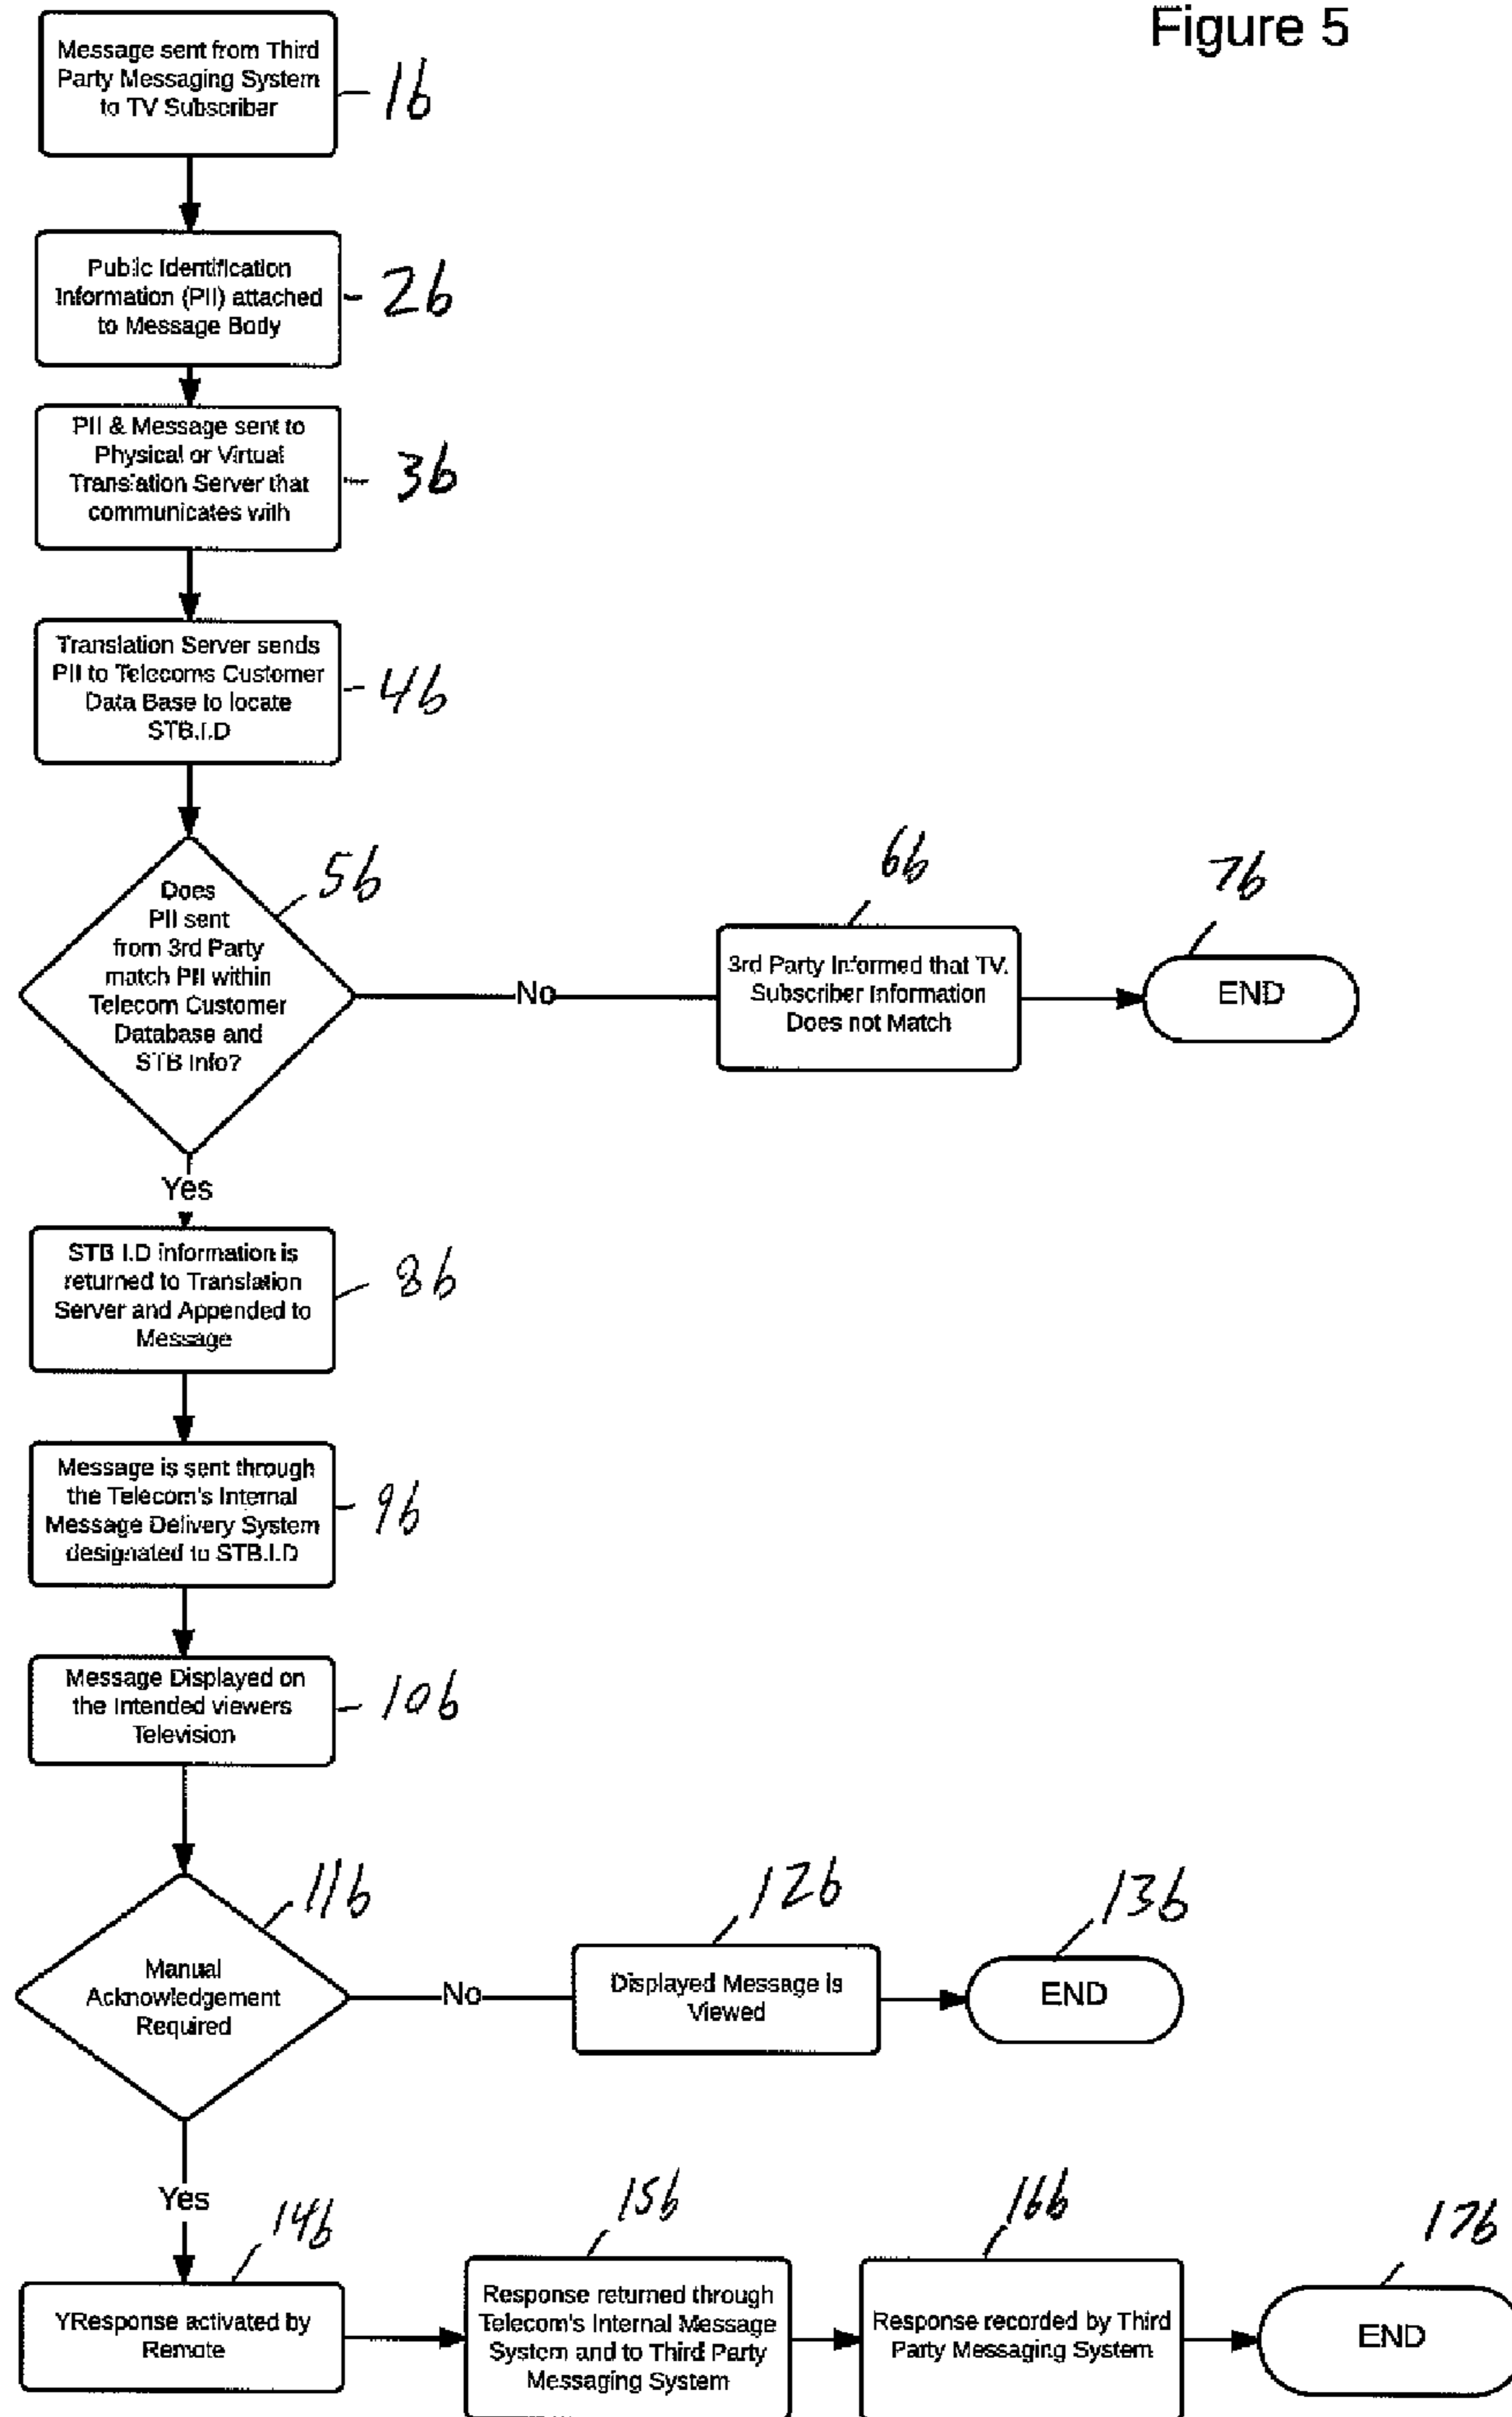 Figure 5
Message sent from Third
Party Messaging System
to TV Subscriber
1b
Public Identification
Information (PII) attached
to Message Body
2b
PII & Message sent to
Physical or Virtual
Translation Server that
communicates with
3b
Translation Server sends
PII to Telecoms Customer
Data Base to locate
STB.I.D
4b
Does
PII sent
from 3rd Party
match PII within
Telecom Customer
Database and
STB Info?
5b
No
3rd Party Informed that TV.
Subscriber Information
Does not Match
6b
END
7b
Yes
STB I.D information is
returned to Translation
Server and Appended to
Message
8b
Message is sent through
the Telecom's Internal
Message Delivery System
designated to STB.I.D
9b
Message Displayed on
the Intended viewers
Television
10b
Manual
Acknowledgement
Required
11b
No
Displayed Message is
Viewed
12b
END
13b
Yes
YResponse activated by
Remote
14b
Response returned through
Telecom's Internal Message
System and to Third Party
Messaging System
15b
Response recorded by Third
Party Messaging System
16b
END
17b